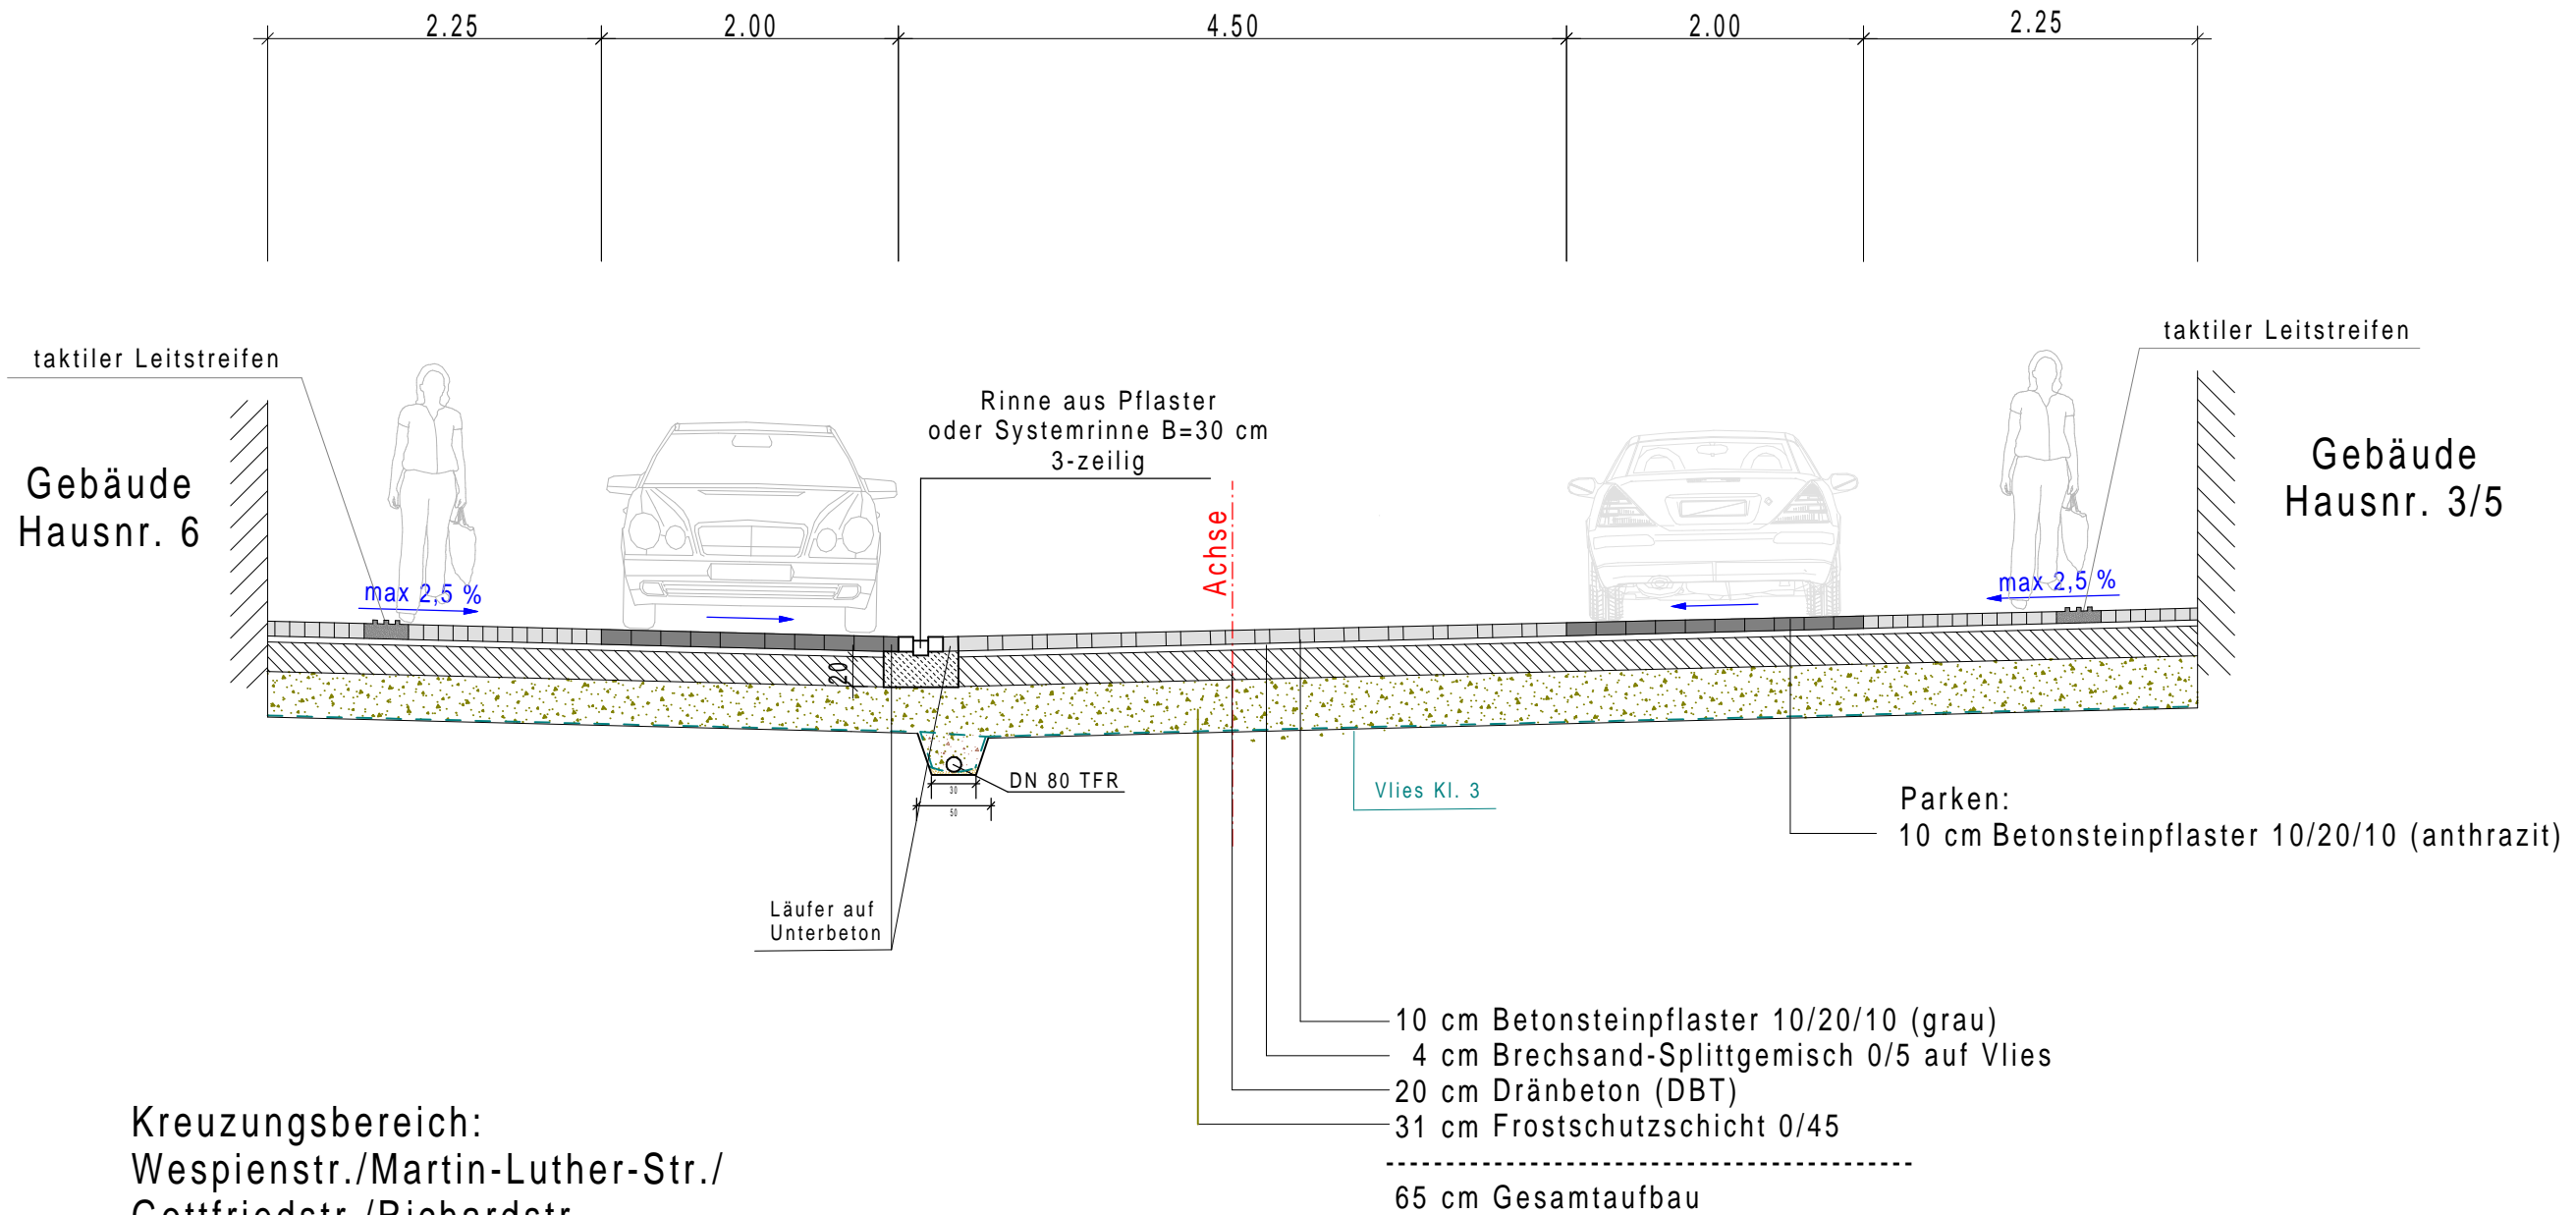 2.25
2.00
4.50
2.00
2.25
taktiler Leitstreifen
taktiler Leitstreifen
Rinne aus Pflaster
oder Systemrinne B=30 cm
3-zeilig
Gebäude
Hausnr. 6
Gebäude
Hausnr. 3/5
Achse
max 2,5 %
max 2,5 %
20
DN 80 TFR
30
50
Vlies Kl. 3
Parken:
10 cm Betonsteinpflaster 10/20/10 (anthrazit)
Läufer auf
Unterbeton
10 cm Betonsteinpflaster 10/20/10 (grau)
4 cm Brechsand-Splittgemisch 0/5 auf Vlies
20 cm Dränbeton (DBT)
31 cm Frostschutzschicht 0/45
65 cm Gesamtaufbau
Kreuzungsbereich:
Wespienstr./Martin-Luther-Str./
Gottfriedstr./Richardstr.